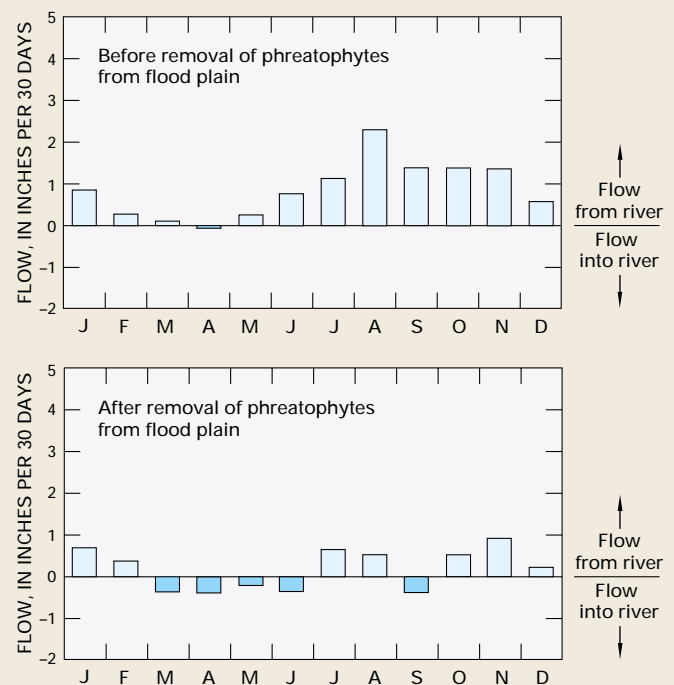 FLOW, IN INCHES PER 30 DAYS
5
4
3
2
1
0
–1
–2
Before removal of phreatophytes
from flood plain
J F M A M J J A S O N D
Flow
from river
Flow
into river
FLOW, IN INCHES PER 30 DAYS
5
4
3
2
1
0
–1
–2
After removal of phreatophytes
from flood plain
J F M A M J J A S O N D
Flow
from river
Flow
into river